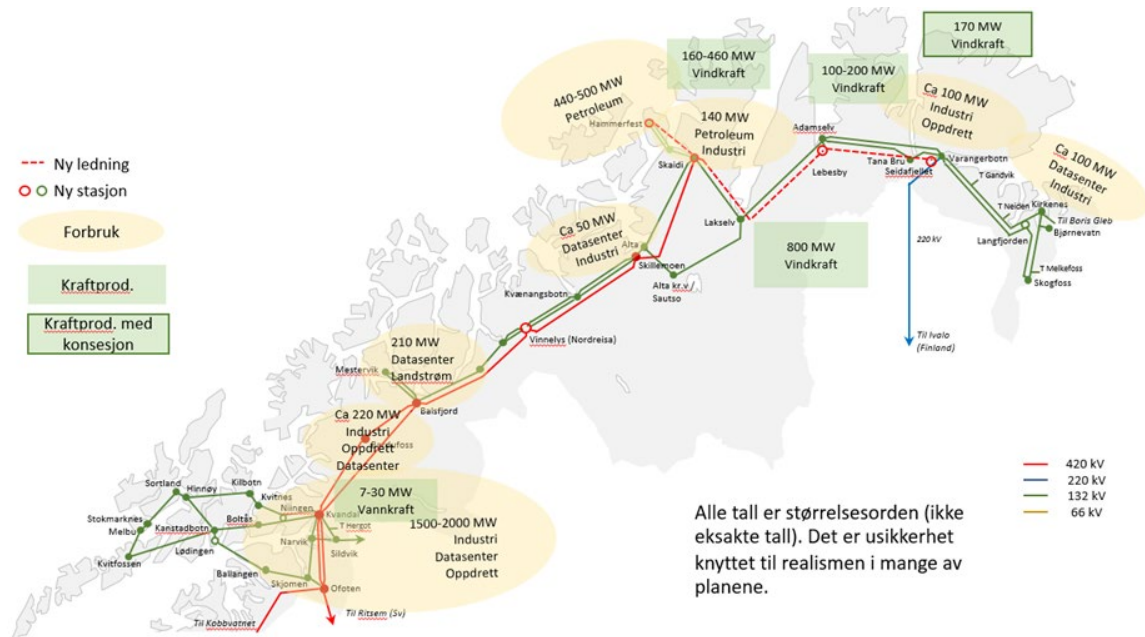 170 MW
Vindkraft
160-460 MW
Vindkraft
100-200 MW
Vindkraft
Ca 100 MW
Industri
Oppdrett
440-500 MW
Petroleum
Hammerfest
140 MW
Petroleum
Industri
Skaidi
Adamselv
Lebesby
Tana Bru
Seidafjellet
Varangerbotn
T Gandvik
Ca 100 MW
Datasenter
Industri
T Neiden
Kirkenes
Til Boris Gleb
Bjørnevatn
Langfjorden
T Melkefoss
Skogfoss
Ny ledning
Ny stasjon
Forbruk
Kraftprod.
Kraftprod. med
konsesjon
Ca 50 MW
Datasenter
Industri
Alta
Skillemoen
Lakselv
Alta kr.v /
Sautso
800 MW
Vindkraft
220 kV
Til Ivalo
(Finland)
Kvænangsbotn
Vinnelys (Nordreisa)
210 MW
Datasenter
Landstrøm
Mestervik
Balsfjord
Ca 220 MW
Industri
Oppdrett
Datasenter
7-30 MW
Vannkraft
1500-2000 MW
Industri
Datasenter
Oppdrett
Sortland
Hinnøy
Kilbotn
Kvitnes
Niingen
Kvandal
Stokmarknes
Melbu
Kanstadbotn
Boltås
T Hergot
Kvitfossen
Lødingen
Narvik
Sildvik
Ballangen
Skjomen
Ofoten
Til Kobbvatnet
Til Ritsem (Sv)
Alle tall er størrelsesorden (ikke
eksakte tall). Det er usikkerhet
knyttet til realismen i mange av
planene.
420 kV
220 kV
132 kV
66 kV